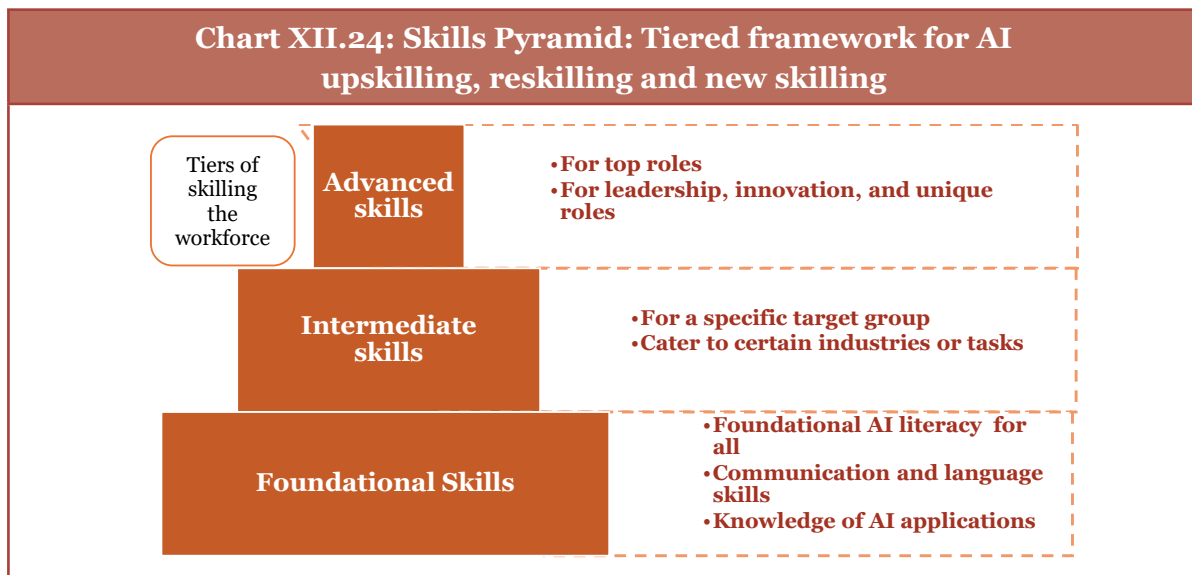 Chart XII.24: Skills Pyramid: Tiered framework for AI
upskilling, reskilling and new skilling
Tiers of
skilling
the
workforce
Advanced
skills
•For top roles
•For leadership, innovation, and unique
roles
Intermediate
skills
•For a specific target group
•Cater to certain industries or tasks
Foundational Skills
•Foundational AI literacy for
all
•Communication and language
skills
•Knowledge of AI applications